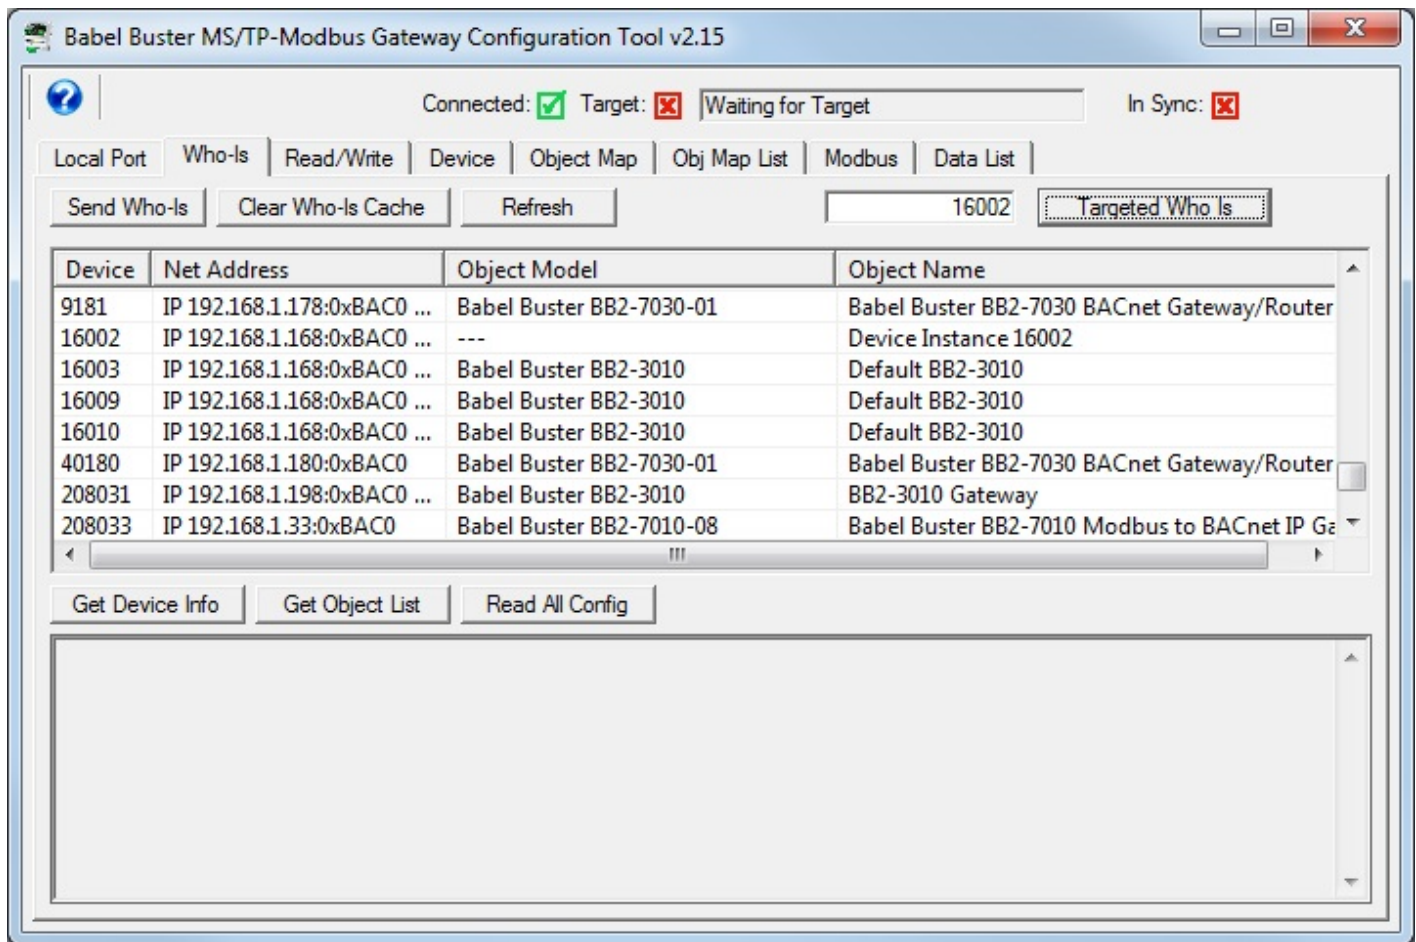 Babel Buster MS/TP-Modbus Gateway Configuration Tool v2.15
Connected: Target: Waiting for Target In Sync:
Local Port Who-Is Read/Write Device Object Map Obj Map List Modbus Data List
Send Who-Is Clear Who-Is Cache Refresh 16002 Targeted Who Is
Device Net Address Object Model Object Name
9181 IP 192.168.1.178:0xBAC0 ... Babel Buster BB2-7030-01 Babel Buster BB2-7030 BACnet Gateway/Router
16002 IP 192.168.1.168:0xBAC0 ... --- Device Instance 16002
16003 IP 192.168.1.168:0xBAC0 ... Babel Buster BB2-3010 Default BB2-3010
16009 IP 192.168.1.168:0xBAC0 ... Babel Buster BB2-3010 Default BB2-3010
16010 IP 192.168.1.168:0xBAC0 ... Babel Buster BB2-3010 Default BB2-3010
40180 IP 192.168.1.180:0xBAC0 Babel Buster BB2-7030-01 Babel Buster BB2-7030 BACnet Gateway/Router
208031 IP 192.168.1.198:0xBAC0 ... Babel Buster BB2-3010 BB2-3010 Gateway
208033 IP 192.168.1.33:0xBAC0 Babel Buster BB2-7010-08 Babel Buster BB2-7010 Modbus to BACnet IP Ga
Get Device Info Get Object List Read All Config